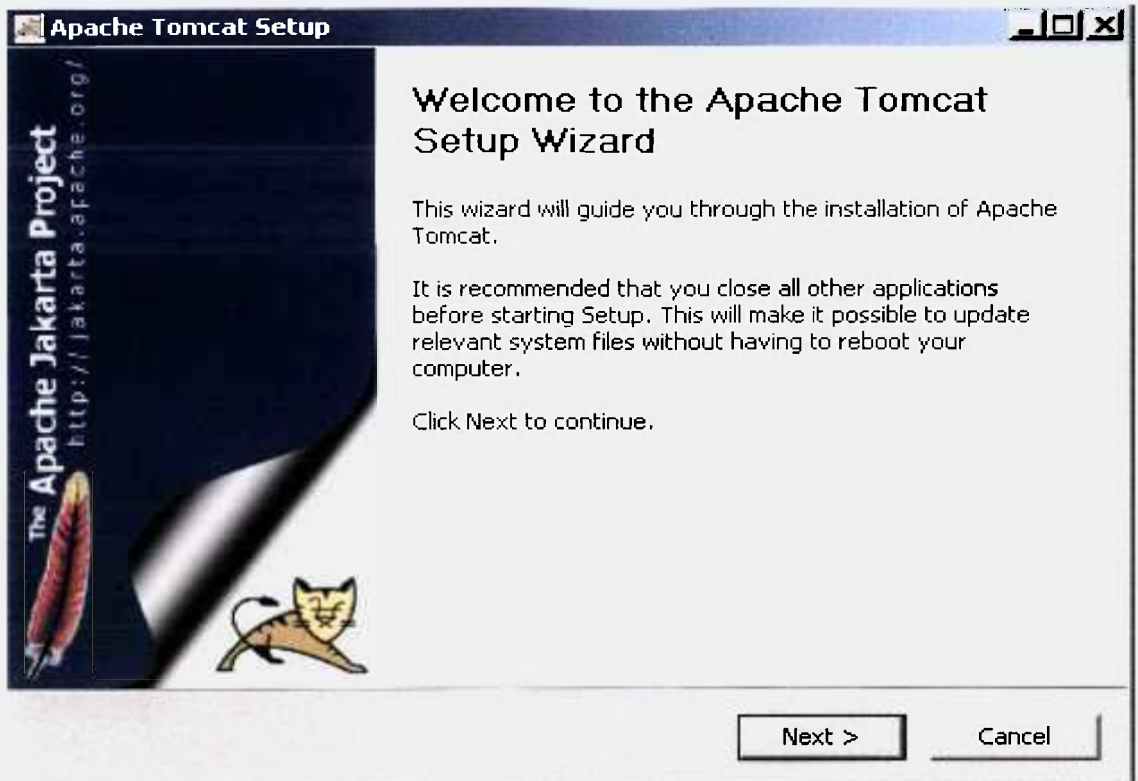 Apache Tomcat Setup
The Apache Jakarta Project
http://jakarta.apache.org/
Welcome to the Apache Tomcat
Setup Wizard
This wizard will guide you through the installation of Apache
Tomcat.
It is recommended that you close all other applications
before starting Setup. This will make it possible to update
relevant system files without having to reboot your
computer.
Click Next to continue.
Next >
Cancel